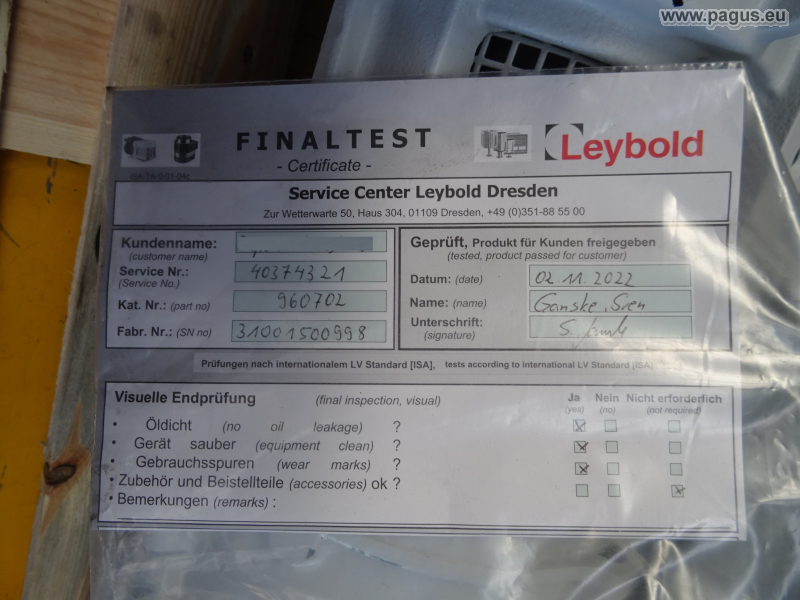 www.pagus.eu
FINALTEST
- Certificate -
Leybold
Service Center Leybold Dresden
Zur Wetterwarte 50, Haus 304, 01109 Dresden, +49 (0)351-88 55 00
Kundenname:
(customer name)
Service Nr.: 40374321
(Service No.)
Kat. Nr.: (part no) 960702
Fabr. Nr.: (SN no) 31001500998
Geprüft, Produkt für Kunden freigegeben
(tested, product passed for customer)
Datum: (date) 02 11.2022
Name: (name) Ganske, Sven
Unterschrift:
(signature)
Prüfungen nach internationalem LV Standard [ISA], tests according to international LV Standard [ISA]
Visuelle Endprüfung (final inspection, visual) Ja Nein Nicht erforderlich
(yes) (no) (not required)
• Öldicht (no oil leakage) ?
• Gerät sauber (equipment clean) ?
• Gebrauchsspuren (wear marks) ?
• Zubehör und Beistellteile (accessories) ok ?
• Bemerkungen (remarks) :